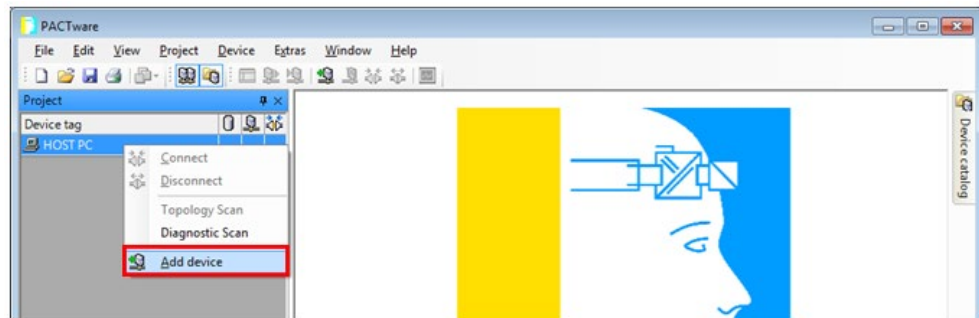 PACTware
File Edit View Project Device Extras Window Help
Project
Device tag
HOST PC
Connect
Disconnect
Topology Scan
Diagnostic Scan
Add device
Device catalog